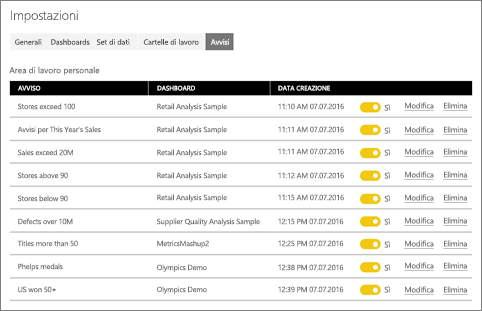 Impostazioni
Generali Dashboards Set di dati Cartelle di lavoro Avvisi
Area di lavoro personale
AVVISO DASHBOARD DATA CREAZIONE
Stores exceed 100 Retail Analysis Sample 11:10 AM 07.07.2016 Sì Modifica Elimina
Avvisi per This Year's Sales Retail Analysis Sample 11:11 AM 07.07.2016 Sì Modifica Elimina
Sales exceed 20M Retail Analysis Sample 11:11 AM 07.07.2016 Sì Modifica Elimina
Stores above 90 Retail Analysis Sample 11:12 AM 07.07.2016 Sì Modifica Elimina
Stores below 90 Retail Analysis Sample 11:15 AM 07.07.2016 Sì Modifica Elimina
Defects over 10M Supplier Quality Analysis Sample 12:15 PM 07.07.2016 Sì Modifica Elimina
Titles more than 50 MetricsMashup2 12:25 PM 07.07.2016 Sì Modifica Elimina
Phelps medals Olympics Demo 12:38 PM 07.07.2016 Sì Modifica Elimina
US won 50+ Olympics Demo 12:39 PM 07.07.2016 Sì Modifica Elimina